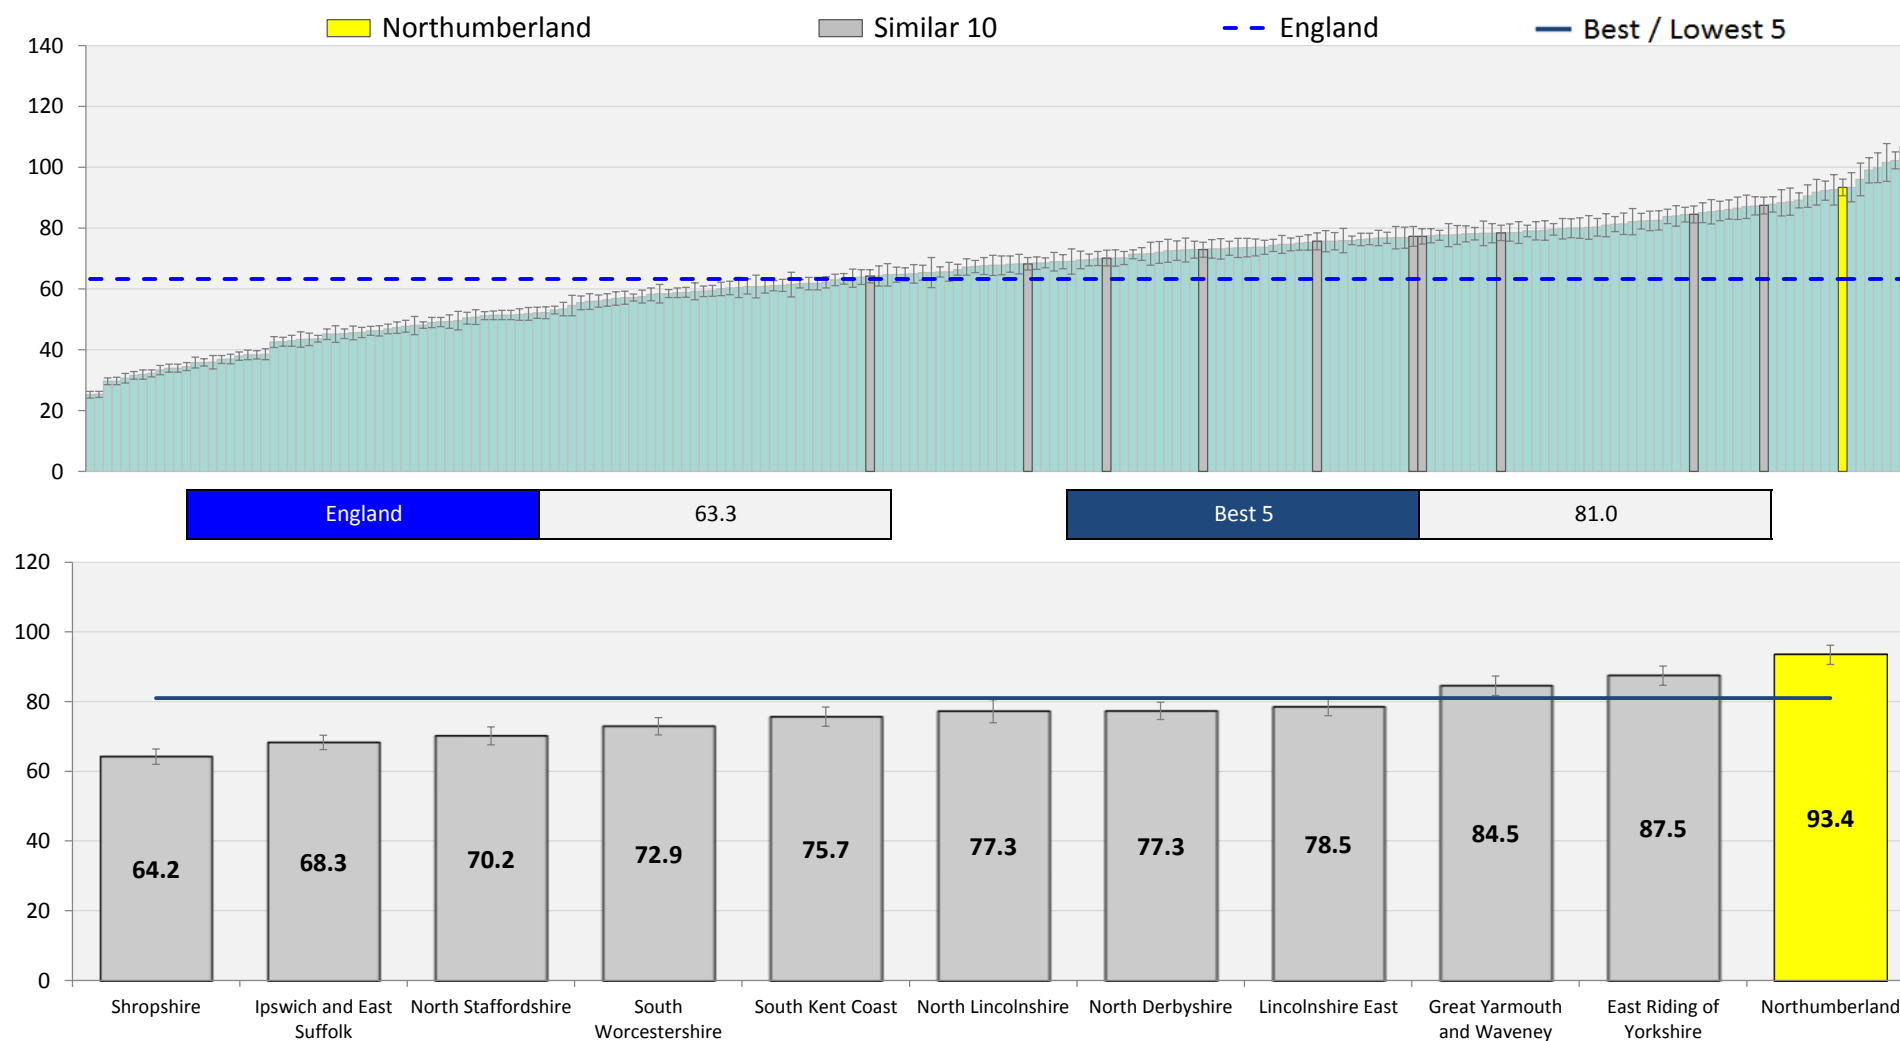 Northumberland
Similar 10
England
Best / Lowest 5
140
120
100
80
60
40
20
0
England 63.3
Best 5 81.0
120
100
80
60
40
20
0
64.2
68.3
70.2
72.9
75.7
77.3
77.3
78.5
84.5
87.5
93.4
Shropshire
Ipswich and East
Suffolk
North Staffordshire
South
Worcestershire
South Kent Coast
North Lincolnshire
North Derbyshire
Lincolnshire East
Great Yarmouth
and Waveney
East Riding of
Yorkshire
Northumberland